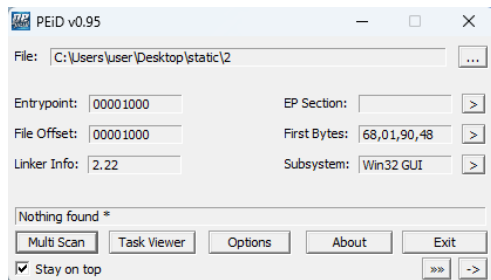 PEiD v0.95
File: C:\Users\user\Desktop\static\2 ...
Entrypoint: 00001000 EP Section: >
File Offset: 00001000 First Bytes: 68,01,90,48 >
Linker Info: 2.22 Subsystem: Win32 GUI >
Nothing found *
Multi Scan Task Viewer Options About Exit
Stay on top »» ->